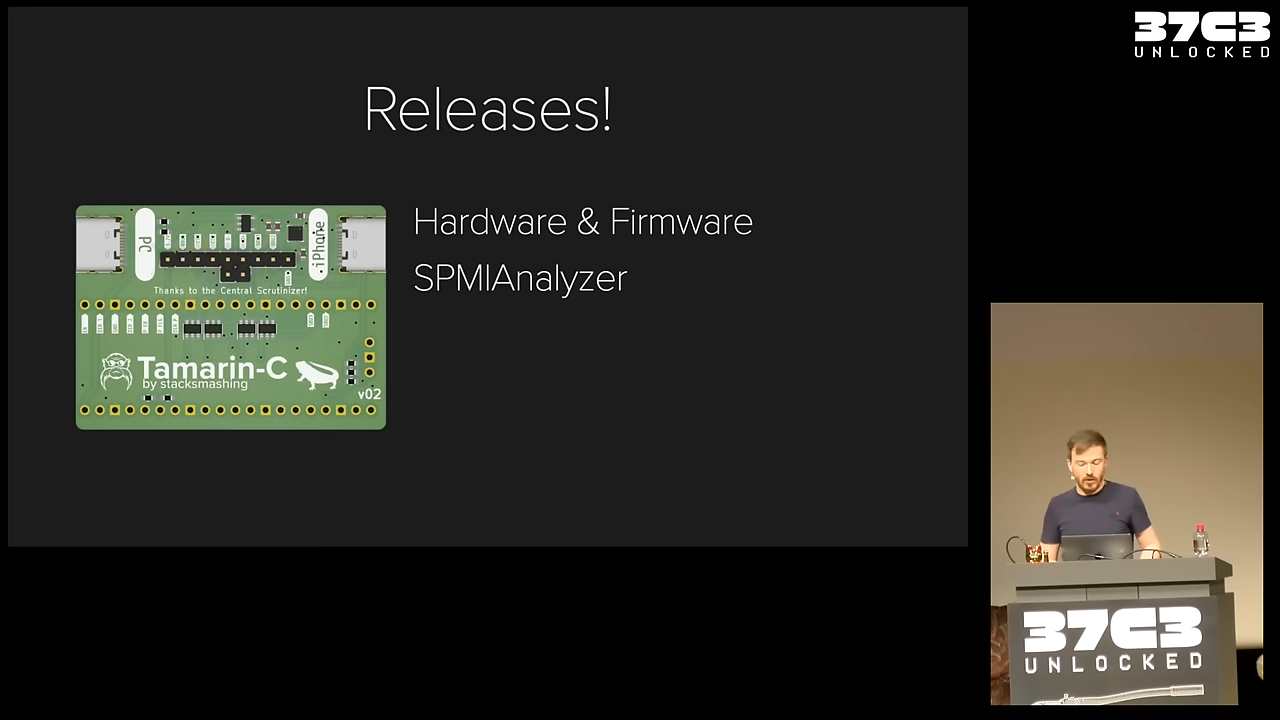 37C3
UNLOCKED
Releases!
Hardware & Firmware
SPMIAnalyzer
PC
iPhone
Thanks to the Central Scrutinizer!
Tamarin-C
by stacksmashing
v02
37C3
UNLOCKED